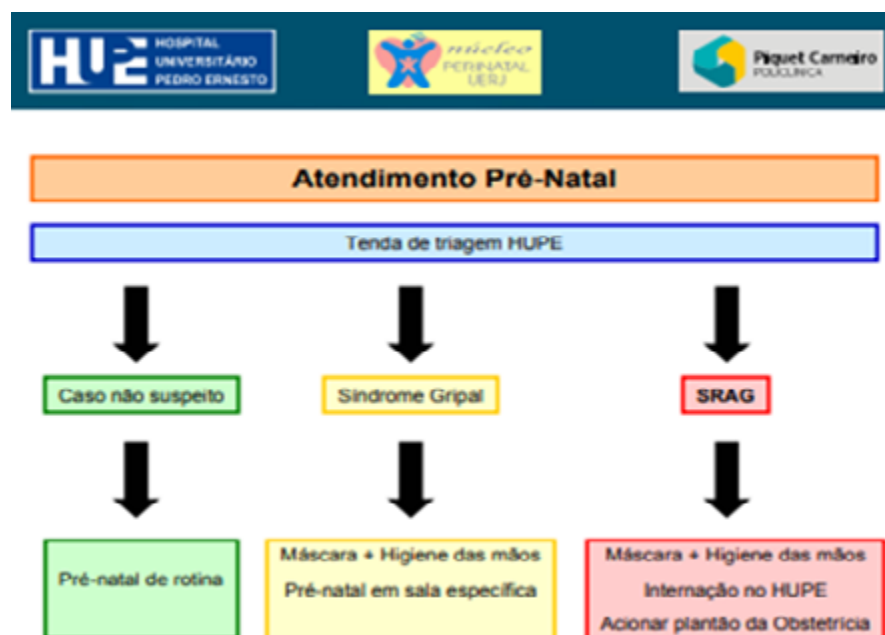 HUPE HOSPITAL
UNIVERSITÁRIO
PEDRO ERNESTO
núcleo
PERINATAL
UERJ
Piquet Carneiro
POLICLÍNICA
Atendimento Pré-Natal
Tenda de triagem HUPE
Caso não suspeito
Síndrome Gripal
SRAG
Pré-natal de rotina
Máscara + Higiene das mãos
Pré-natal em sala específica
Máscara + Higiene das mãos
Internação no HUPE
Acionar plantão da Obstetrícia